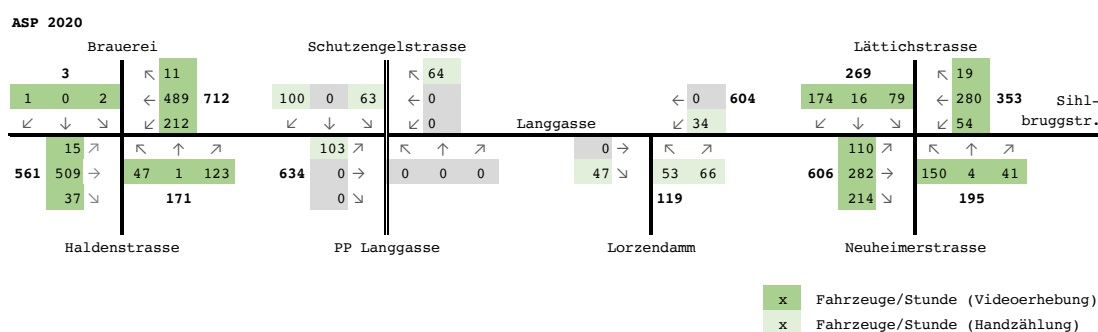 ASP 2020
Brauerei Schutzengelstrasse Lättichstrasse
3 ↖ 11 ↖ 64 269 ↖ 19
1 0 2 ← 489 712 100 0 63 ← 0 ← 0 604 174 16 79 ← 280 353 Sihl-
↙ ↓ ↘ ↙ 212 ↙ ↓ ↘ ↙ 0 Langgasse ↙ 34 ↙ ↓ ↘ ↙ 54 bruggstr.
15 ↗ ↖ ↑ ↗ 103 ↗ ↖ ↑ ↗ 0 → ↖ ↗ 110 ↗ ↖ ↑ ↗
561 509 → 47 1 123 634 0 → 0 0 0 47 ↘ 53 66 606 282 → 150 4 41
37 ↘ 171 0 ↘ 119 214 ↘ 195
Haldenstrasse PP Langgasse Lorzendamm Neuheimerstrasse
x Fahrzeuge/Stunde (Videoerhebung)
x Fahrzeuge/Stunde (Handzählung)